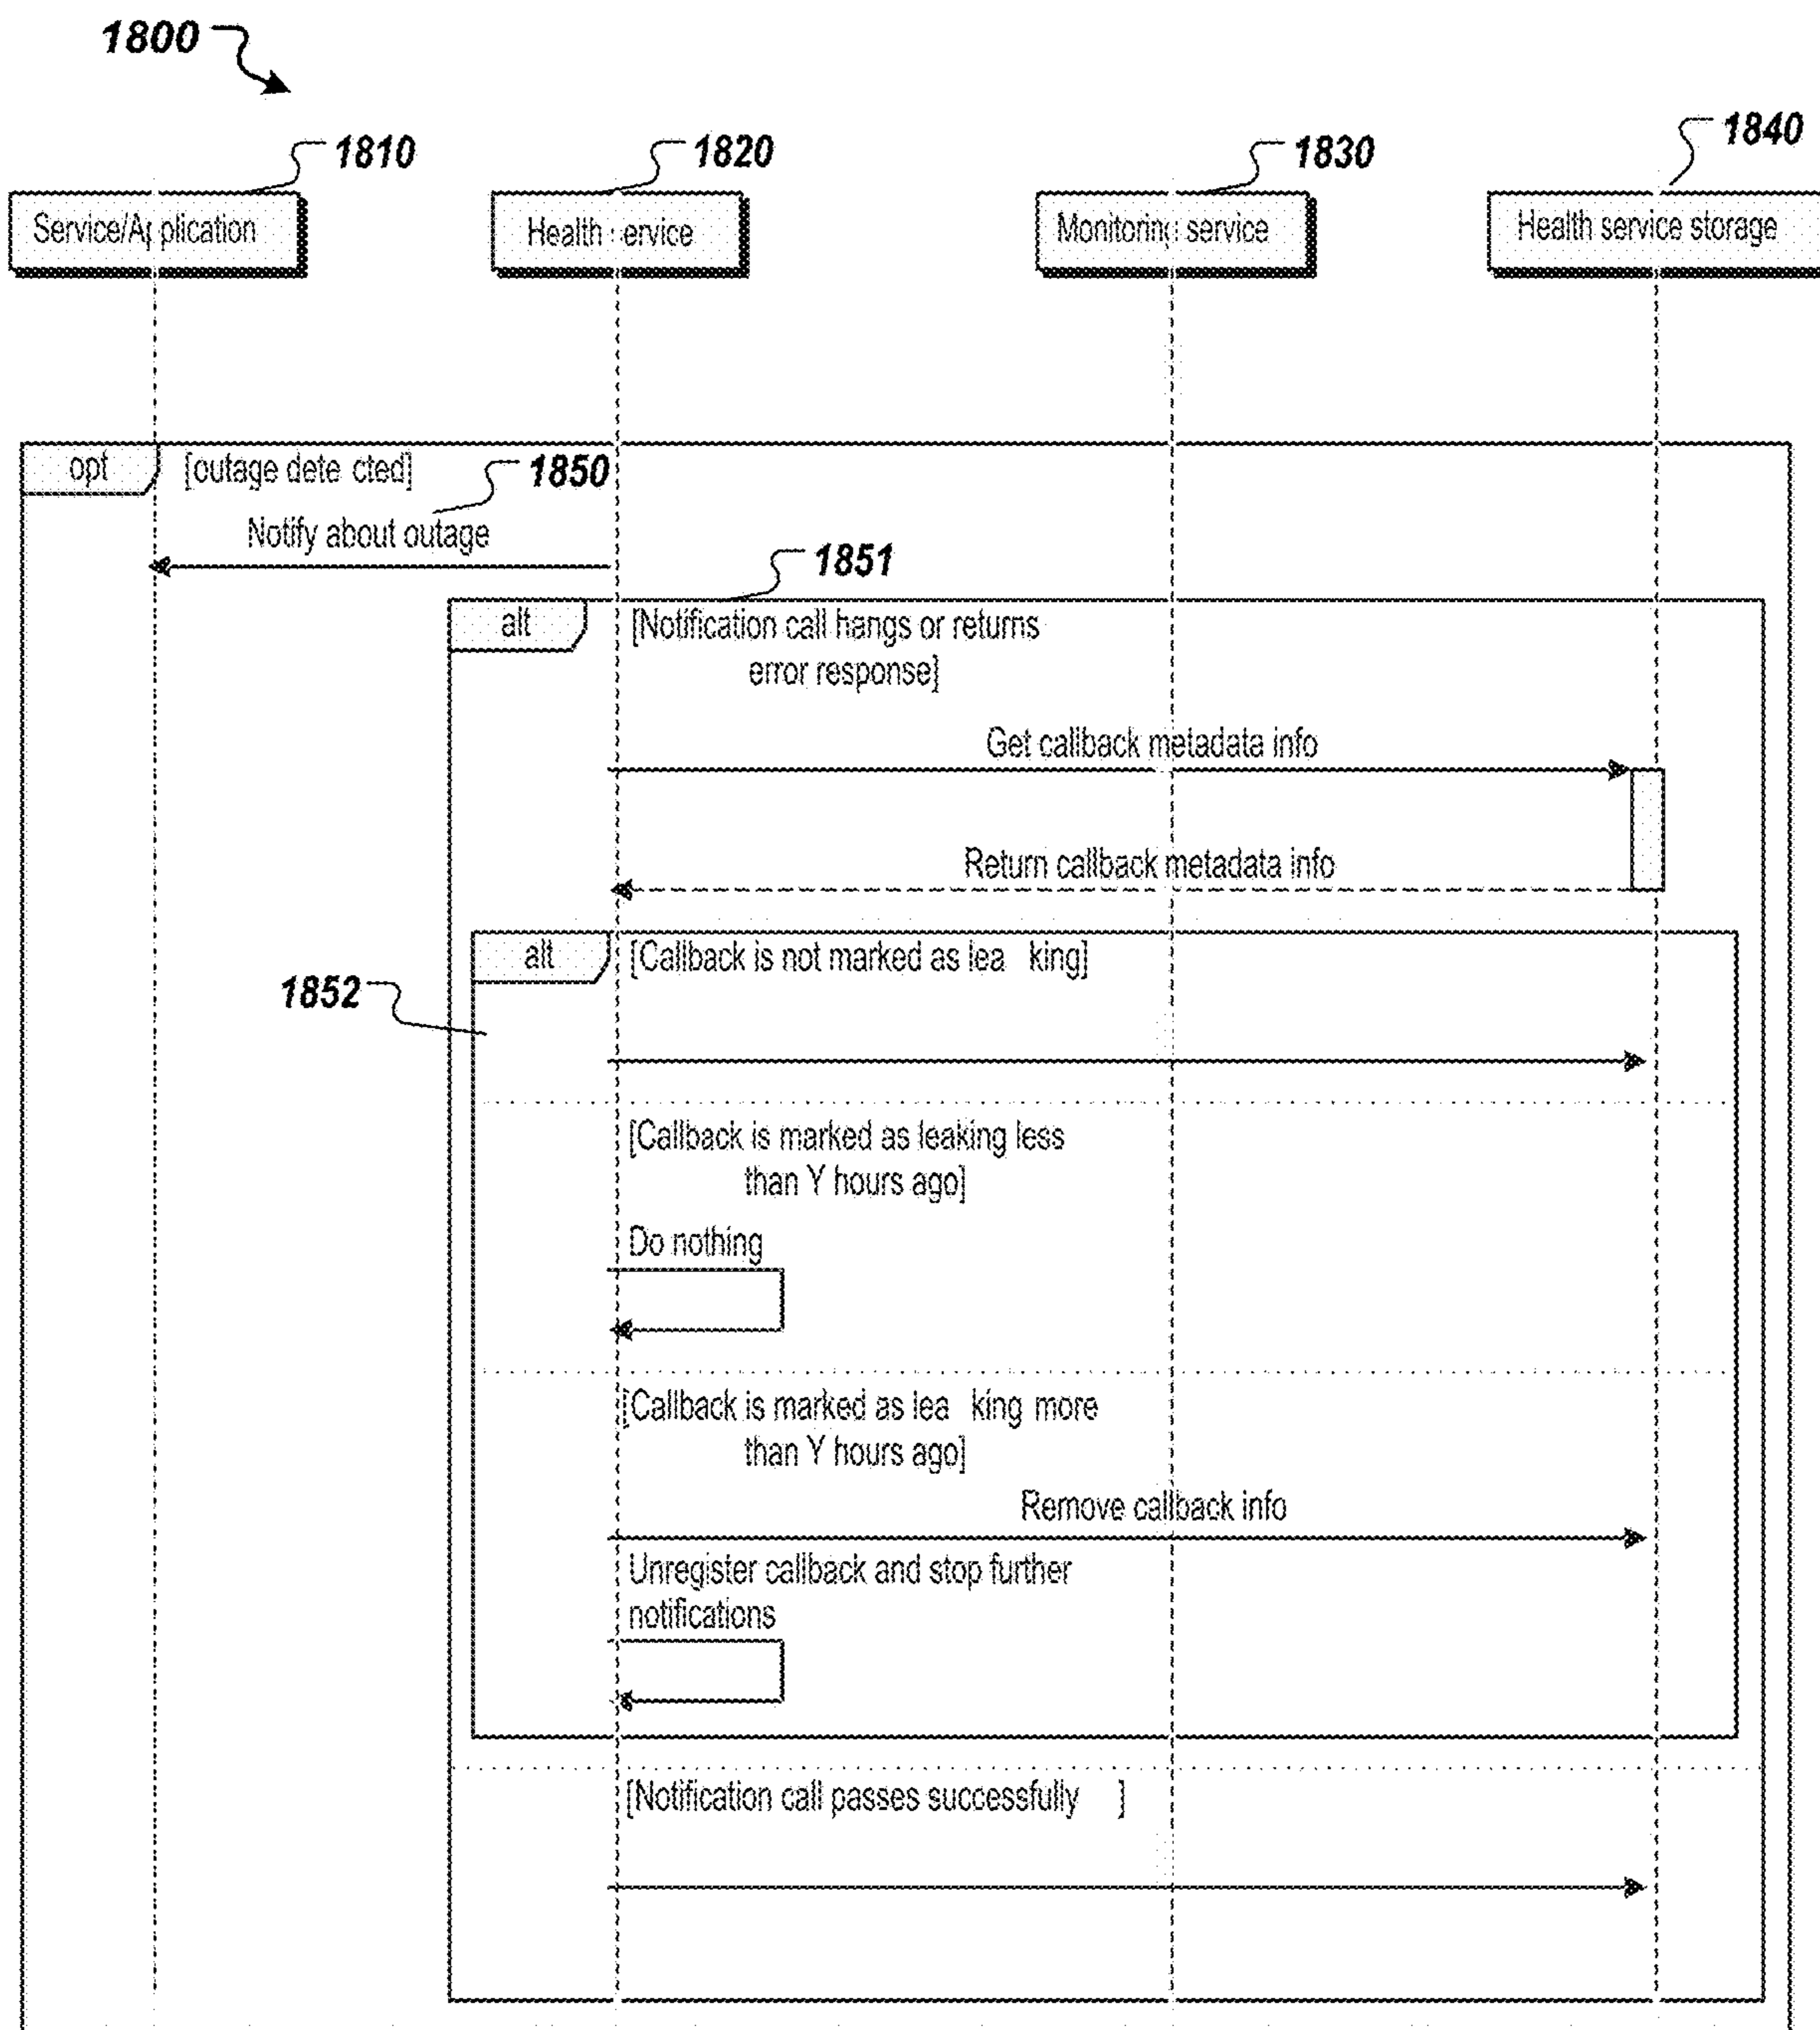 1800
1810
1820
1830
1840
Service/Application
Health service
Monitoring service
Health service storage
opt
[outage dete cted]
1850
Notify about outage
1851
alt
[Notification call hangs or returns
error response]
Get callback metadata info
Return callback metadata info
alt
[Callback is not marked as lea king]
1852
[Callback is marked as leaking less
than Y hours ago]
Do nothing
[Callback is marked as lea king more
than Y hours ago]
Remove callback info
Unregister callback and stop further
notifications
[Notification call passes successfully ]